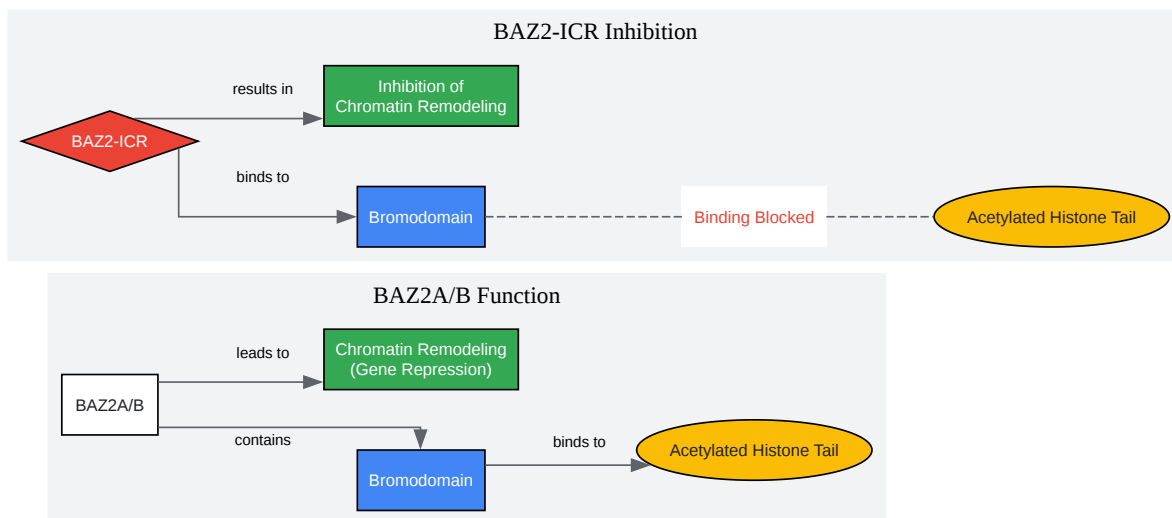 BAZ2-ICR Inhibition
results in
Inhibition of
Chromatin Remodeling
BAZ2-ICR
binds to
Bromodomain
Binding Blocked
Acetylated Histone Tail
BAZ2A/B Function
leads to
Chromatin Remodeling
(Gene Repression)
BAZ2A/B
contains
binds to
Acetylated Histone Tail
Bromodomain